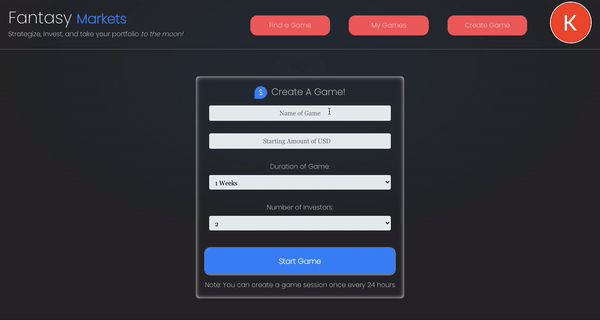 Fantasy Markets
Strategize, Invest, and take your portfolio to the moon!
Find a Game
My Games
Create Game
K
$ Create A Game!
Name of Game
Starting Amount of USD
Duration of Game:
1 Weeks
Number of Investors:
2
Start Game
Note: You can create a game session once every 24 hours